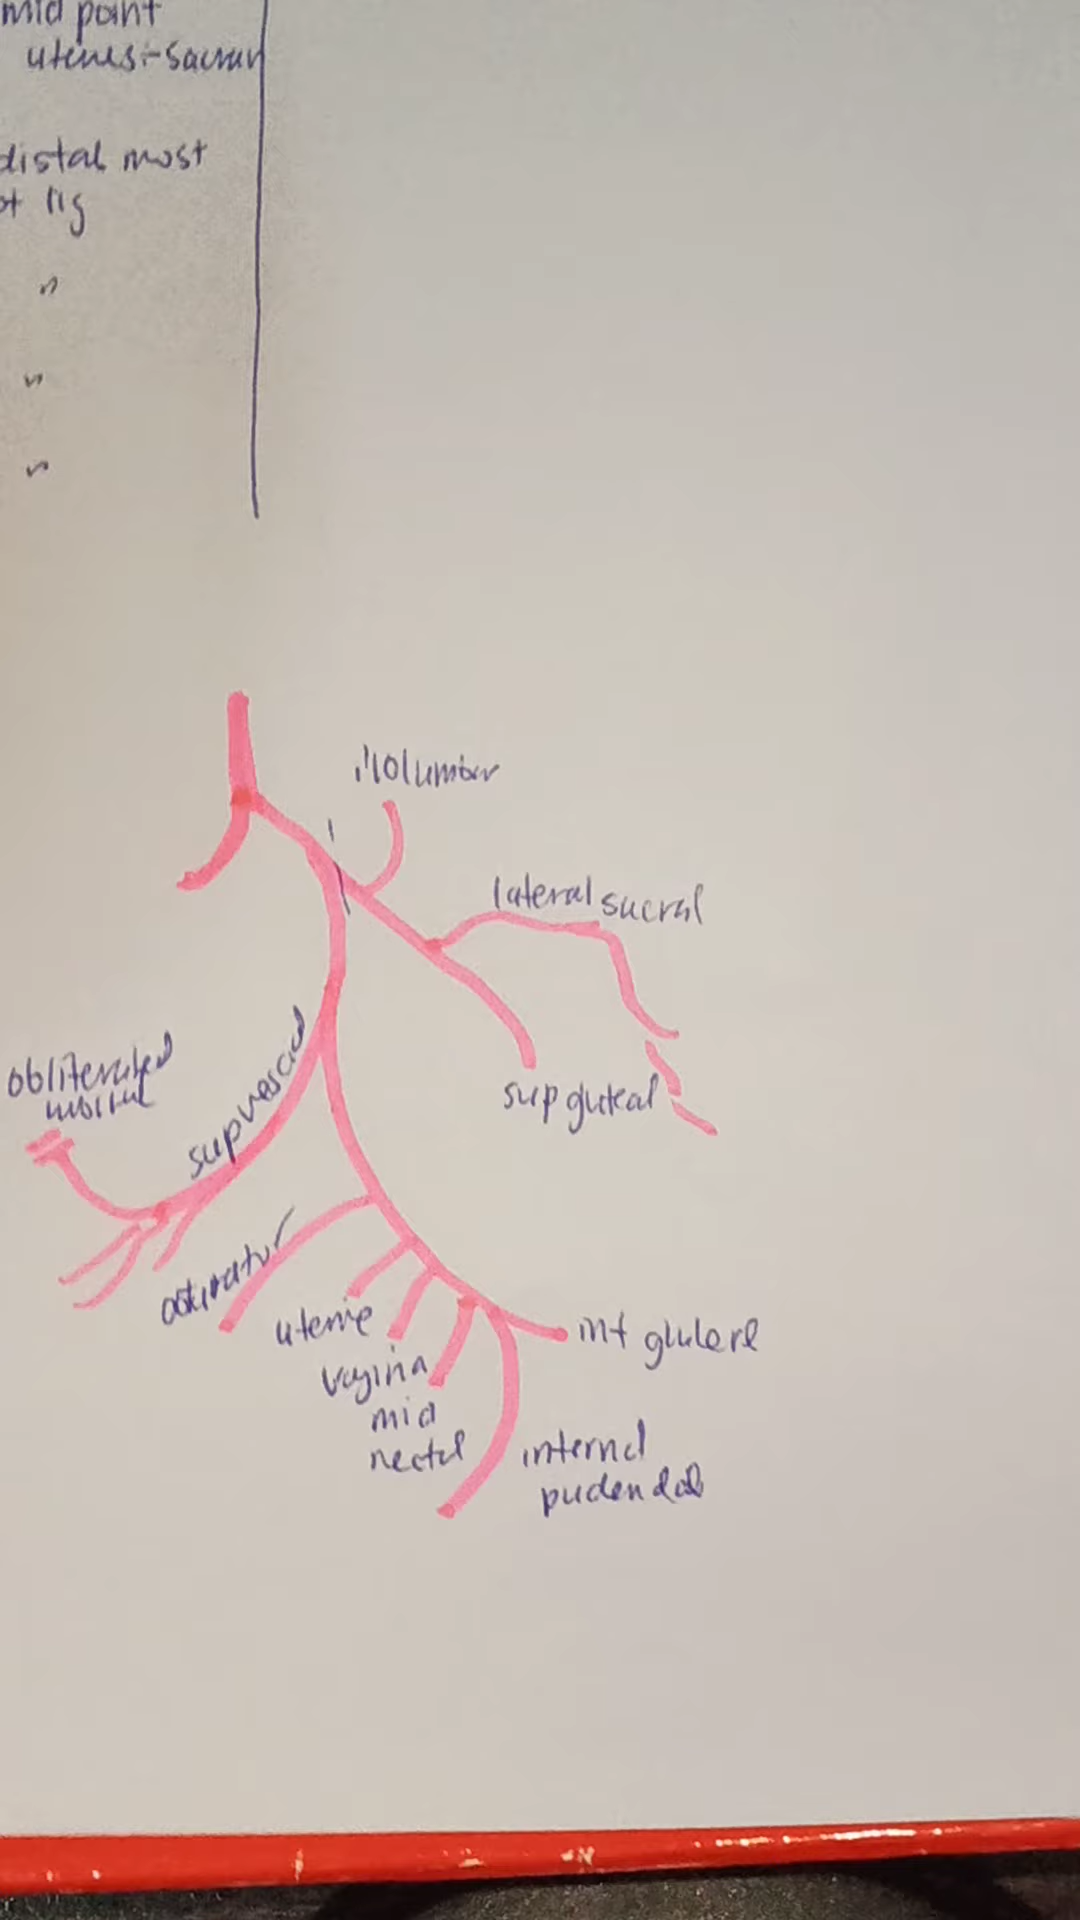 mid point
uterus - sacrum
distal most
ot lig
"
"
"
iliolumbar
lateral sacral
obliterated
sup vesical
sup gluteal
obturator
uterine
vagina
mid
rectal
int gluteal
internal
pudendal